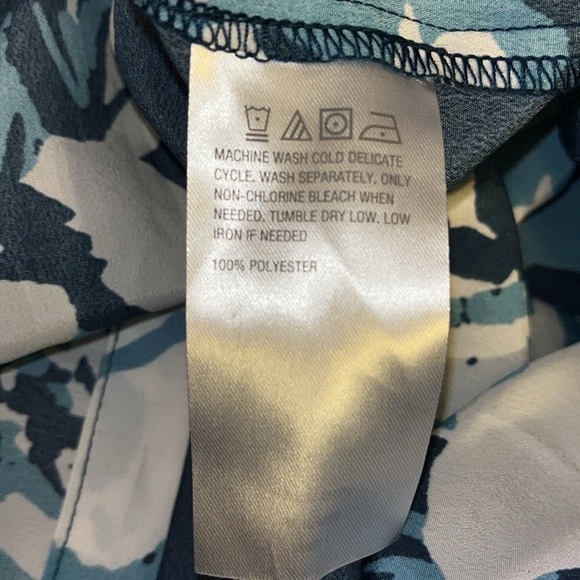 MACHINE WASH COLD DELICATE
CYCLE. WASH SEPARATELY. ONLY
NON-CHLORINE BLEACH WHEN
NEEDED. TUMBLE DRY LOW. LOW
IRON IF NEEDED
100% POLYESTER